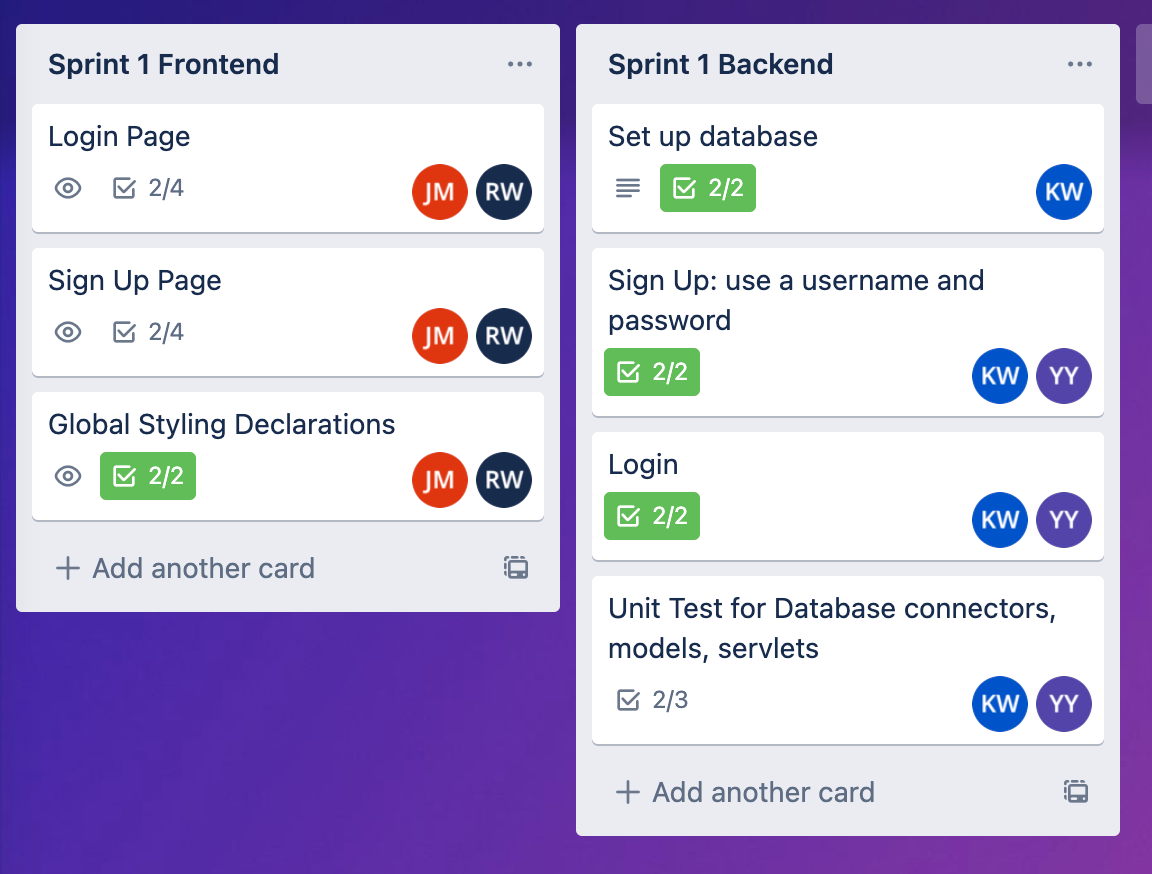 Sprint 1 Frontend
Login Page
2/4
JM RW
Sign Up Page
2/4
JM RW
Global Styling Declarations
2/2
JM RW
Add another card
Sprint 1 Backend
Set up database
2/2
KW
Sign Up: use a username and
password
2/2
KW YY
Login
2/2
KW YY
Unit Test for Database connectors,
models, servlets
2/3
KW YY
Add another card